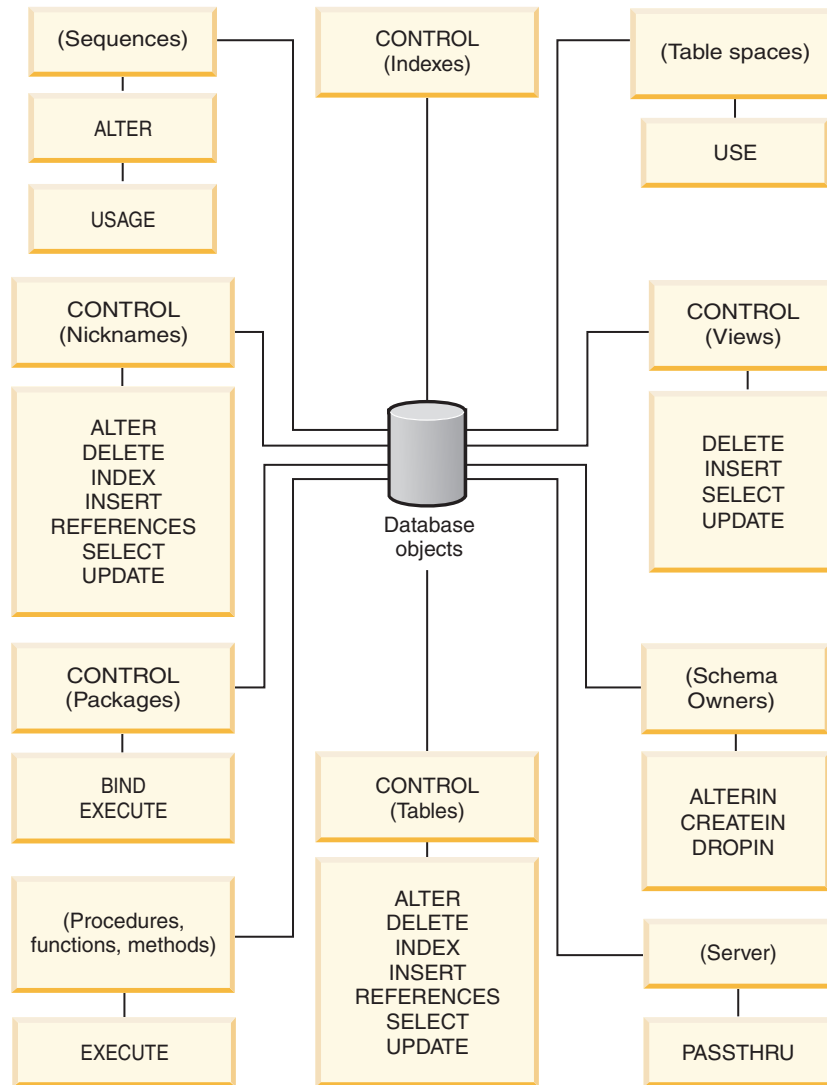 (Sequences)
ALTER
USAGE
CONTROL
(Indexes)
(Table spaces)
USE
CONTROL
(Nicknames)
ALTER
DELETE
INDEX
INSERT
REFERENCES
SELECT
UPDATE
CONTROL
(Views)
DELETE
INSERT
SELECT
UPDATE
Database
objects
CONTROL
(Packages)
BIND
EXECUTE
(Schema
Owners)
ALTERIN
CREATEIN
DROPIN
CONTROL
(Tables)
ALTER
DELETE
INDEX
INSERT
REFERENCES
SELECT
UPDATE
(Procedures,
functions, methods)
EXECUTE
(Server)
PASSTHRU